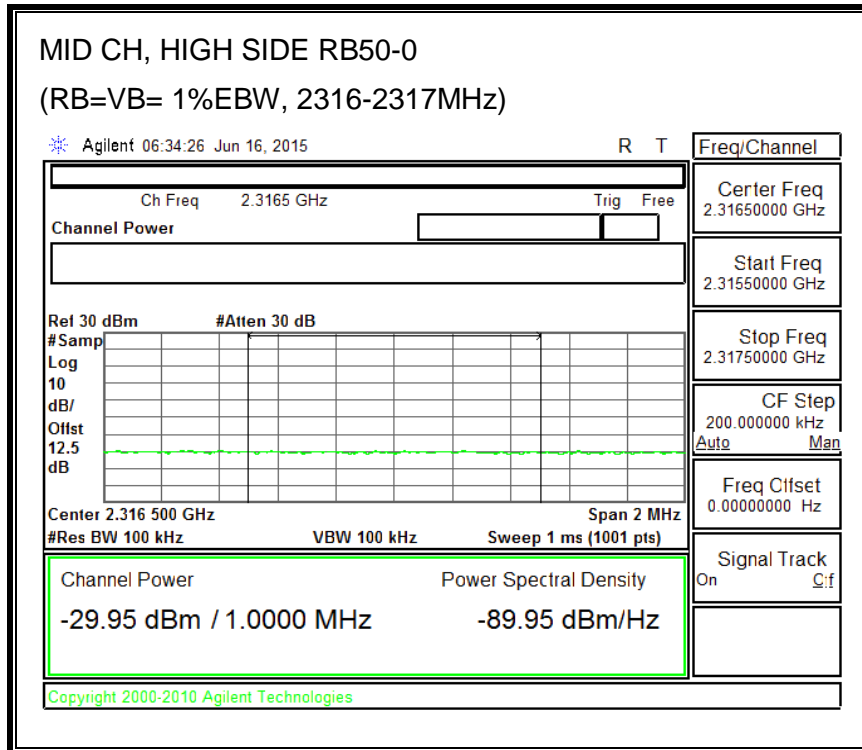 MID CH, HIGH SIDE RB50-0
(RB=VB= 1%EBW, 2316-2317MHz)
Agilent 06:34:26 Jun 16, 2015 R T
Ch Freq 2.3165 GHz Trig Free
Channel Power
Ref 30 dBm #Atten 30 dB
#Samp
Log
10
dB/
Offst
12.5
dB
Center 2.316 500 GHz Span 2 MHz
#Res BW 100 kHz VBW 100 kHz Sweep 1 ms (1001 pts)
Channel Power Power Spectral Density
-29.95 dBm / 1.0000 MHz -89.95 dBm/Hz
Copyright 2000-2010 Agilent Technologies
Freq/Channel
Center Freq
2.31650000 GHz
Start Freq
2.31550000 GHz
Stop Freq
2.31750000 GHz
CF Step
200.000000 kHz
Auto Man
Freq Offset
0.00000000 Hz
Signal Track
On Off